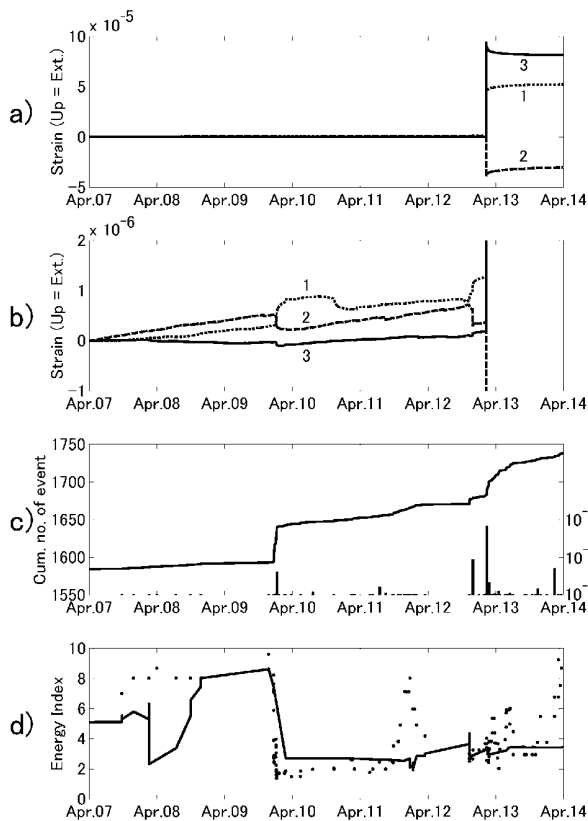 × 10⁻⁵
a)
Strain (Up = Ext.)
10
5
0
-5
3
1
2
Apr.07 Apr.08 Apr.09 Apr.10 Apr.11 Apr.12 Apr.13 Apr.14
× 10⁻⁶
b)
Strain (Up = Ext.)
2
1
0
-1
1
2
3
Apr.07 Apr.08 Apr.09 Apr.10 Apr.11 Apr.12 Apr.13 Apr.14
c)
Cum. no. of event
1750
1700
1650
1600
1550
10⁻
10⁻
10⁻
Apr.07 Apr.08 Apr.09 Apr.10 Apr.11 Apr.12 Apr.13 Apr.14
d)
Energy Index
10
8
6
4
2
0
Apr.07 Apr.08 Apr.09 Apr.10 Apr.11 Apr.12 Apr.13 Apr.14